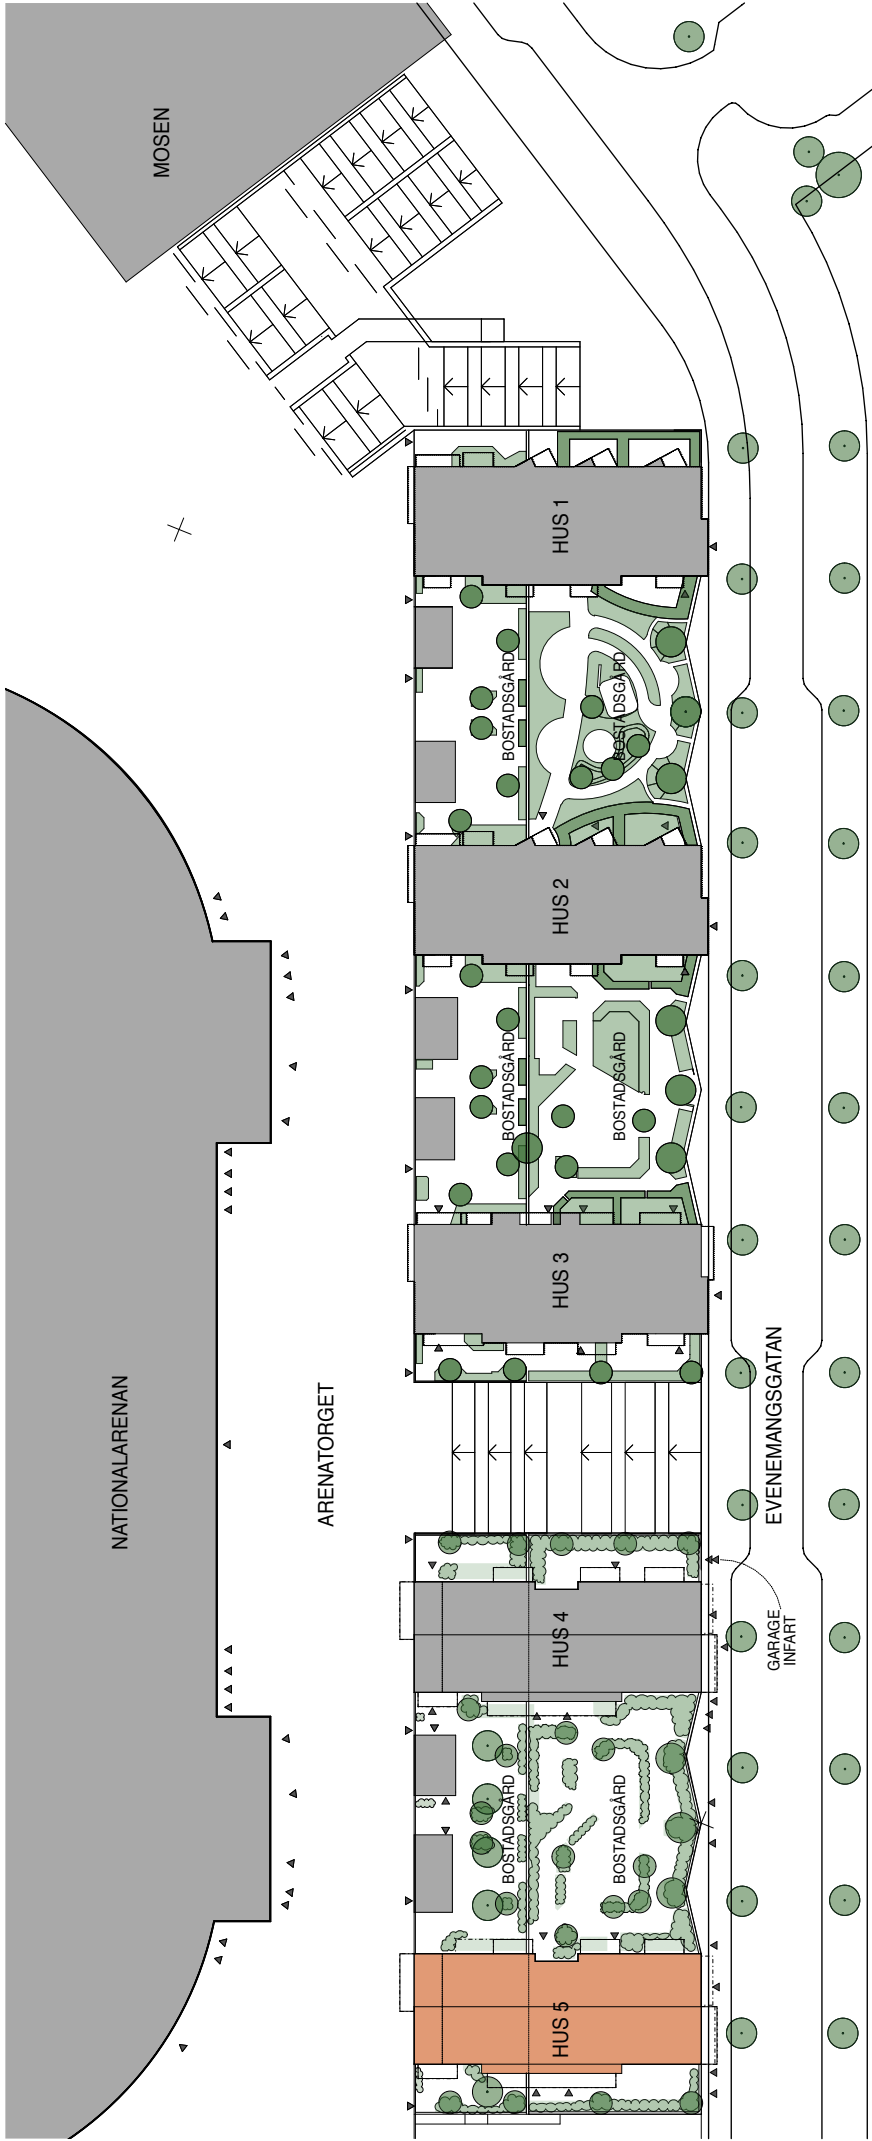 MOSEN
HUS 1
BOSTADSGÅRD
BOSTADSGÅRD
HUS 2
BOSTADSGÅRD
BOSTADSGÅRD
HUS 3
NATIONALARENAN
ARENATORGET
EVENEMANGSGATAN
HUS 4
GARAGE
INFART
BOSTADSGÅRD
BOSTADSGÅRD
HUS 5